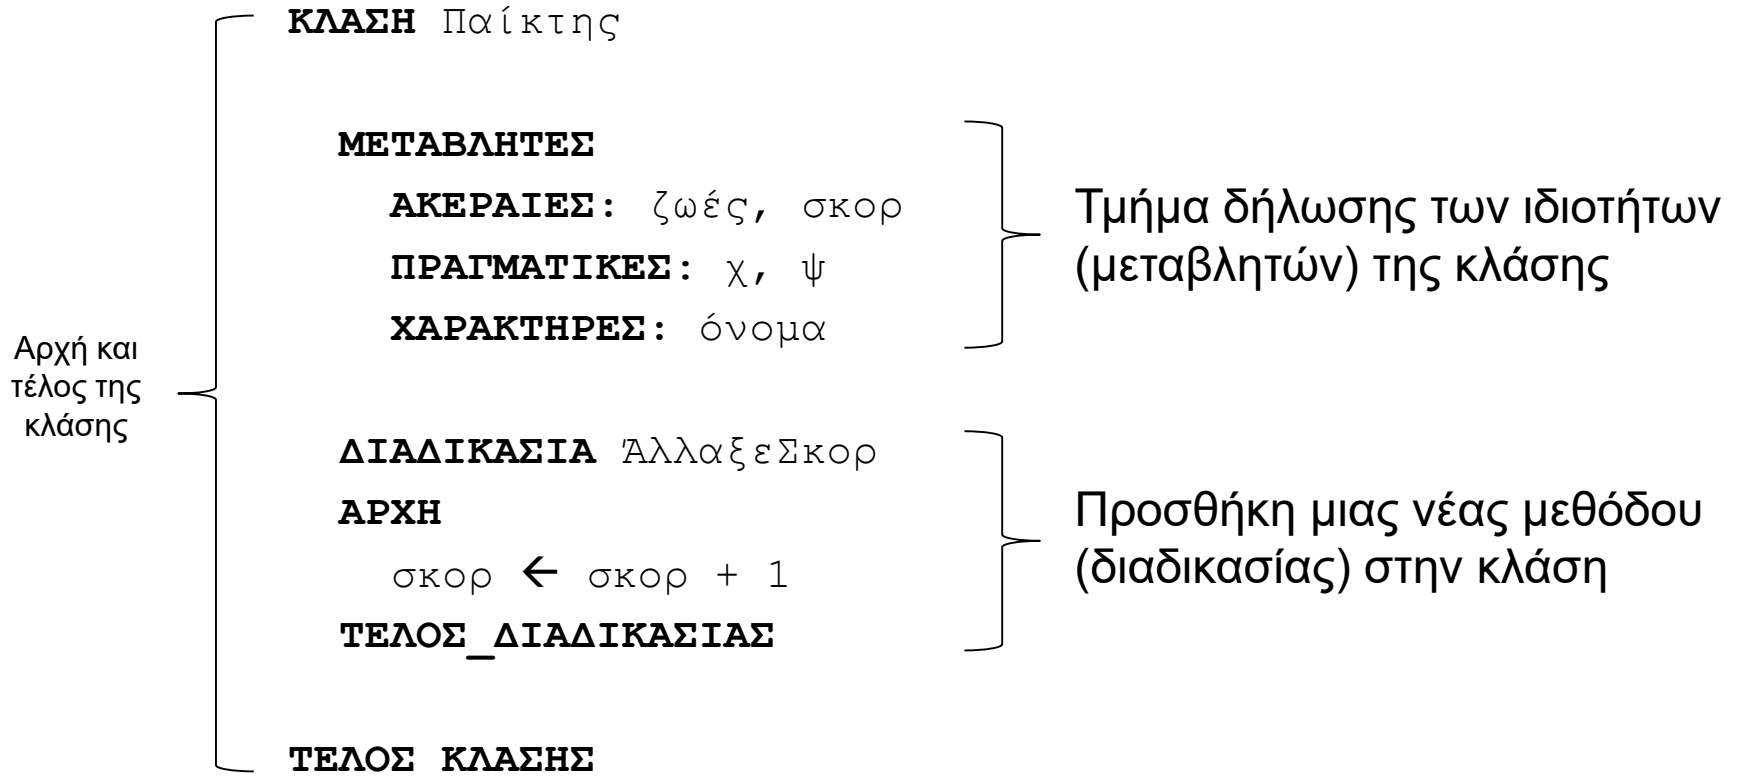 ΚΛΑΣΗ Παίκτης
ΜΕΤΑΒΛΗΤΕΣ
ΑΚΕΡΑΙΕΣ: ζωές, σκορ
ΠΡΑΓΜΑΤΙΚΕΣ: χ, ψ
ΧΑΡΑΚΤΗΡΕΣ: όνομα
Τμήμα δήλωσης των ιδιοτήτων
(μεταβλητών) της κλάσης
Αρχή και
τέλος της
κλάσης
ΔΙΑΔΙΚΑΣΙΑ ΆλλαξεΣκορ
ΑΡΧΗ
σκορ ← σκορ + 1
ΤΕΛΟΣ_ΔΙΑΔΙΚΑΣΙΑΣ
Προσθήκη μιας νέας μεθόδου
(διαδικασίας) στην κλάση
ΤΕΛΟΣ ΚΛΑΣΗΣ